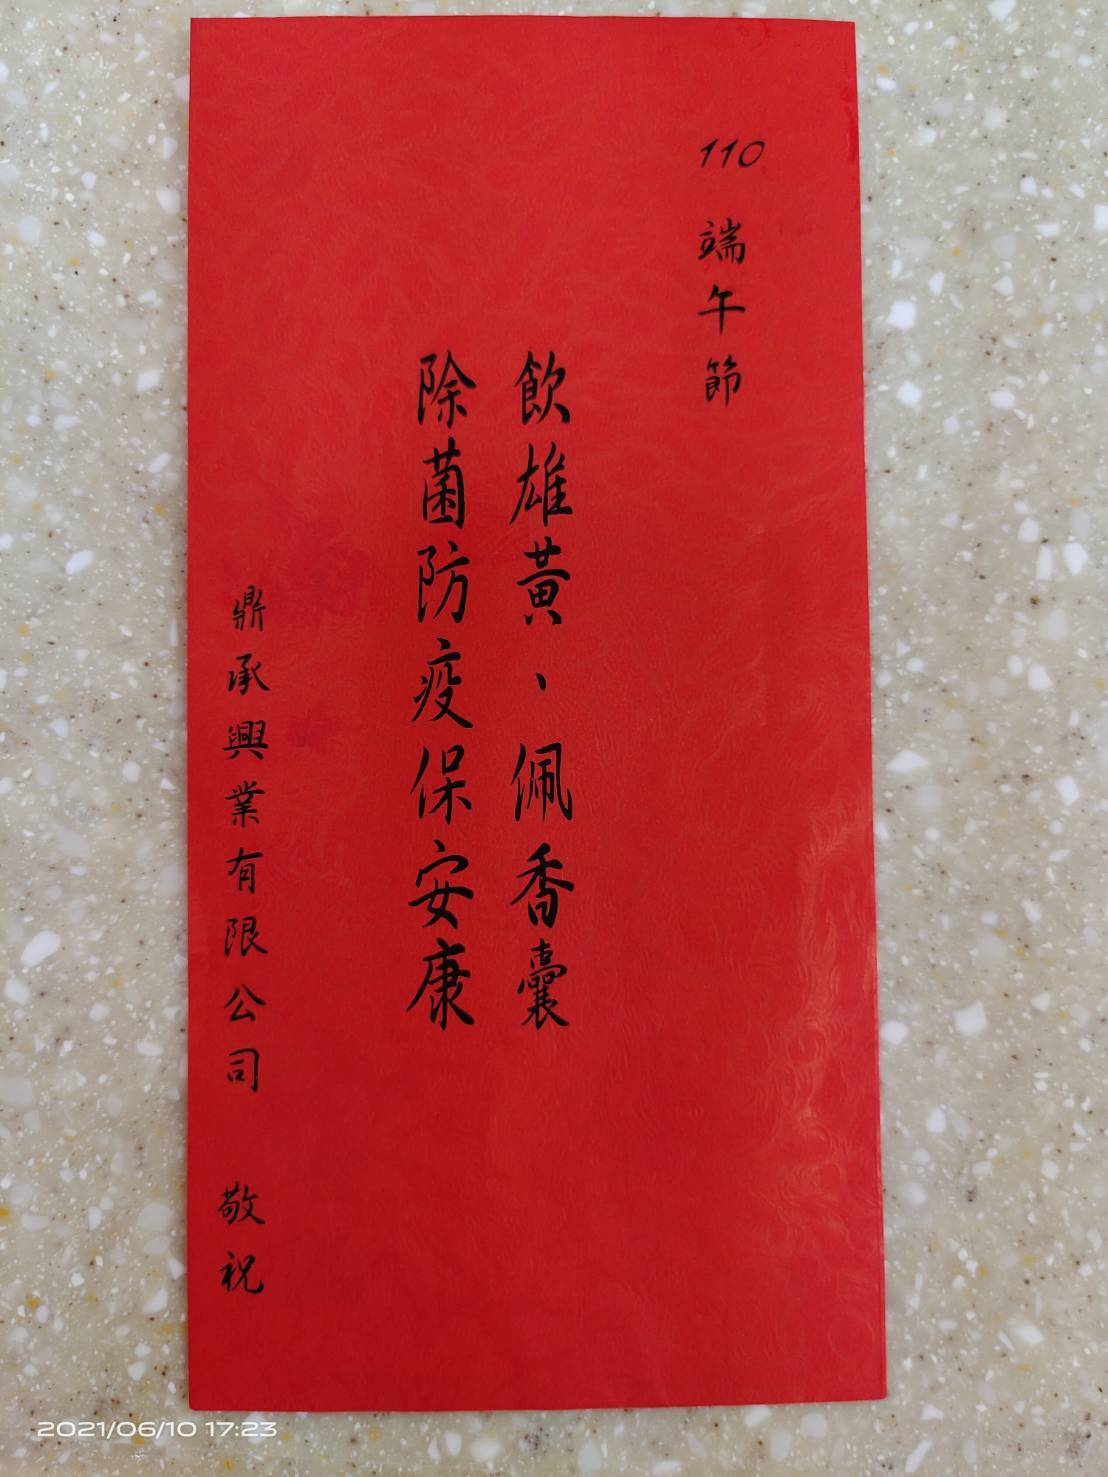 110 端午節
飲雄黃、佩香囊
除菌防疫保安康
鼎承興業有限公司 敬祝
2021/06/10 17:23